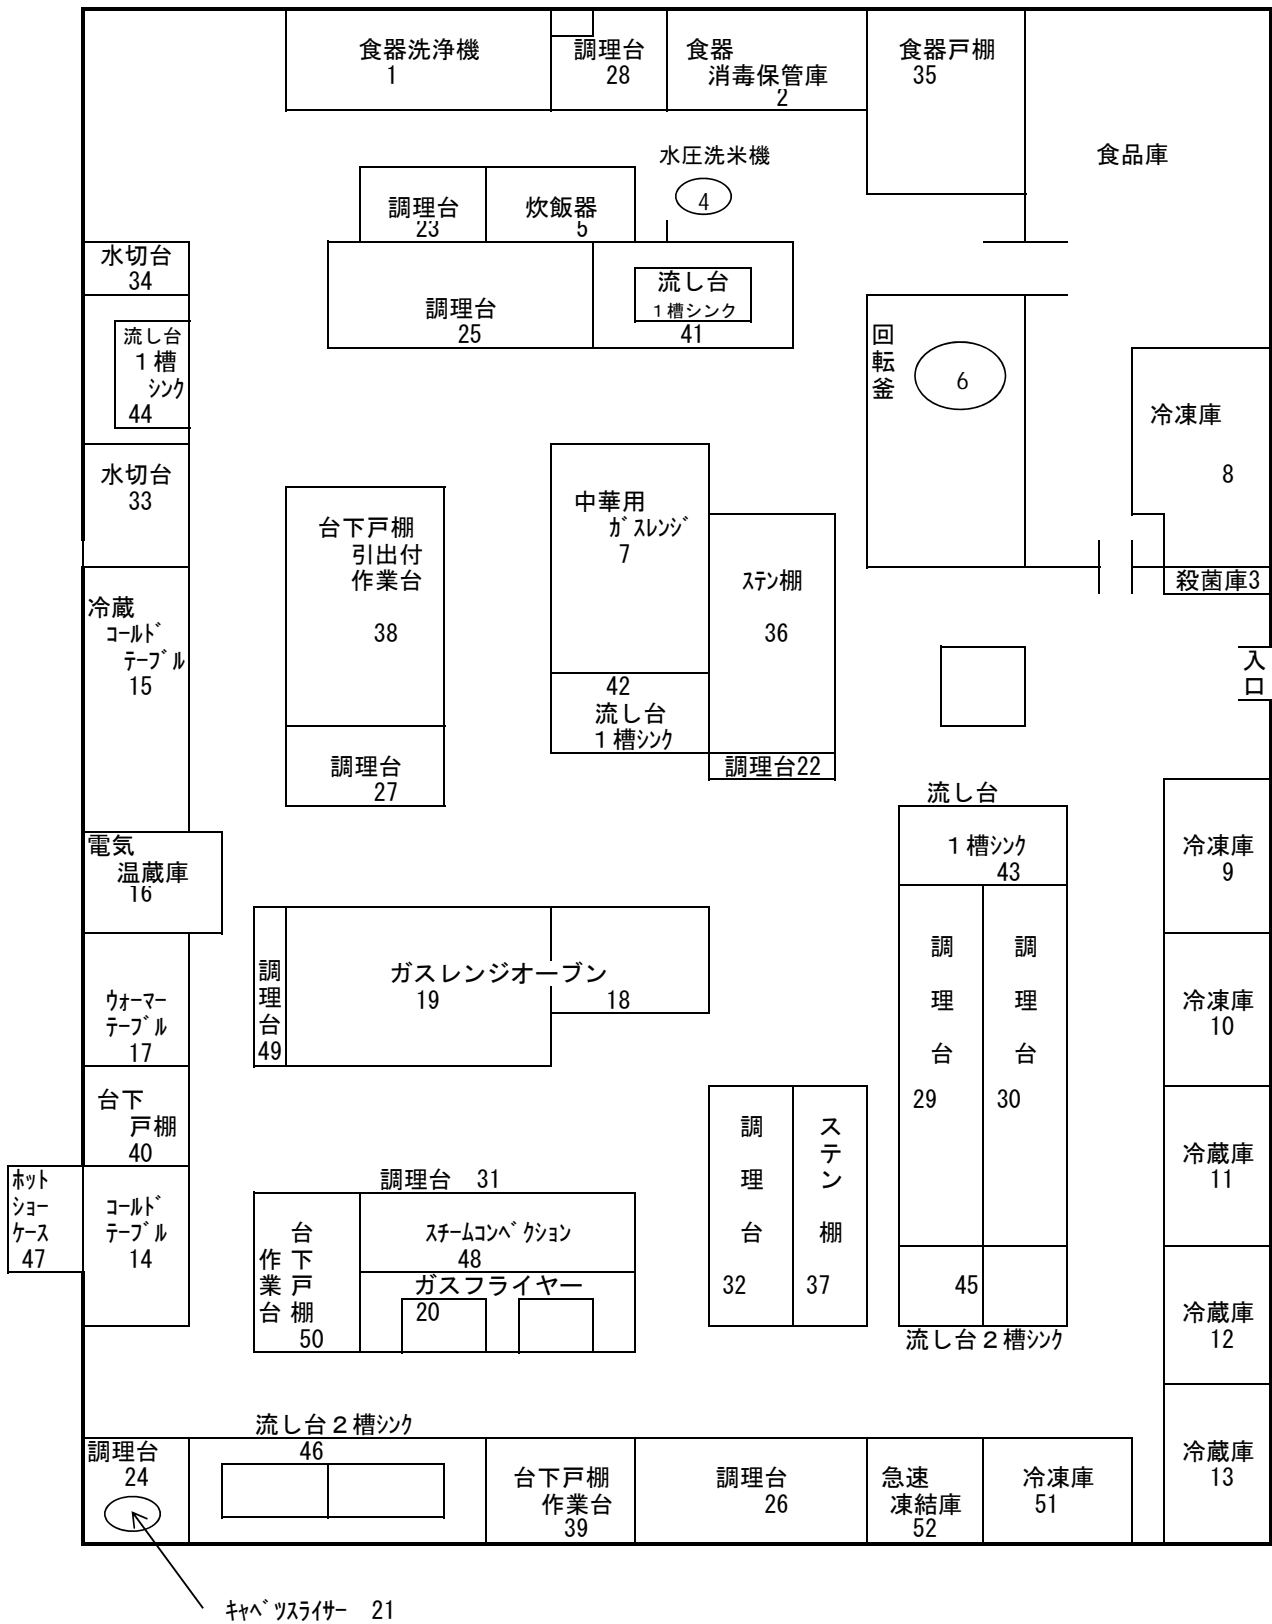 食器洗浄機
1
調理台
28
食器
消毒保管庫
2
食器戸棚
35
食品庫
水圧洗米機
4
調理台
23
炊飯器
5
水切台
34
調理台
25
流し台
1槽シンク
41
流し台
1槽
シンク
44
回転釜
6
冷凍庫
8
水切台
33
台下戸棚
引出付
作業台
38
中華用
ガスレンジ
7
ステン棚
36
殺菌庫3
冷蔵
コールド
テーブル
15
入口
42
流し台
1槽シンク
調理台
27
調理台22
流し台
1槽シンク
43
電気
温蔵庫
16
冷凍庫
9
調理台
49
ガスレンジオーブン
19
18
調理台
29
調理台
30
ウォーマー
テーブル
17
冷凍庫
10
台下
戸棚
40
調理台
32
ステン棚
37
冷蔵庫
11
ホット
ショー
ケース
47
コールド
テーブル
14
調理台 31
台下戸棚
作業台
50
スチームコンベクション
48
ガスフライヤー
20
45
流し台2槽シンク
冷蔵庫
12
流し台2槽シンク
46
調理台
24
台下戸棚
作業台
39
調理台
26
急速
凍結庫
52
冷凍庫
51
冷蔵庫
13
キャベツスライサー 21